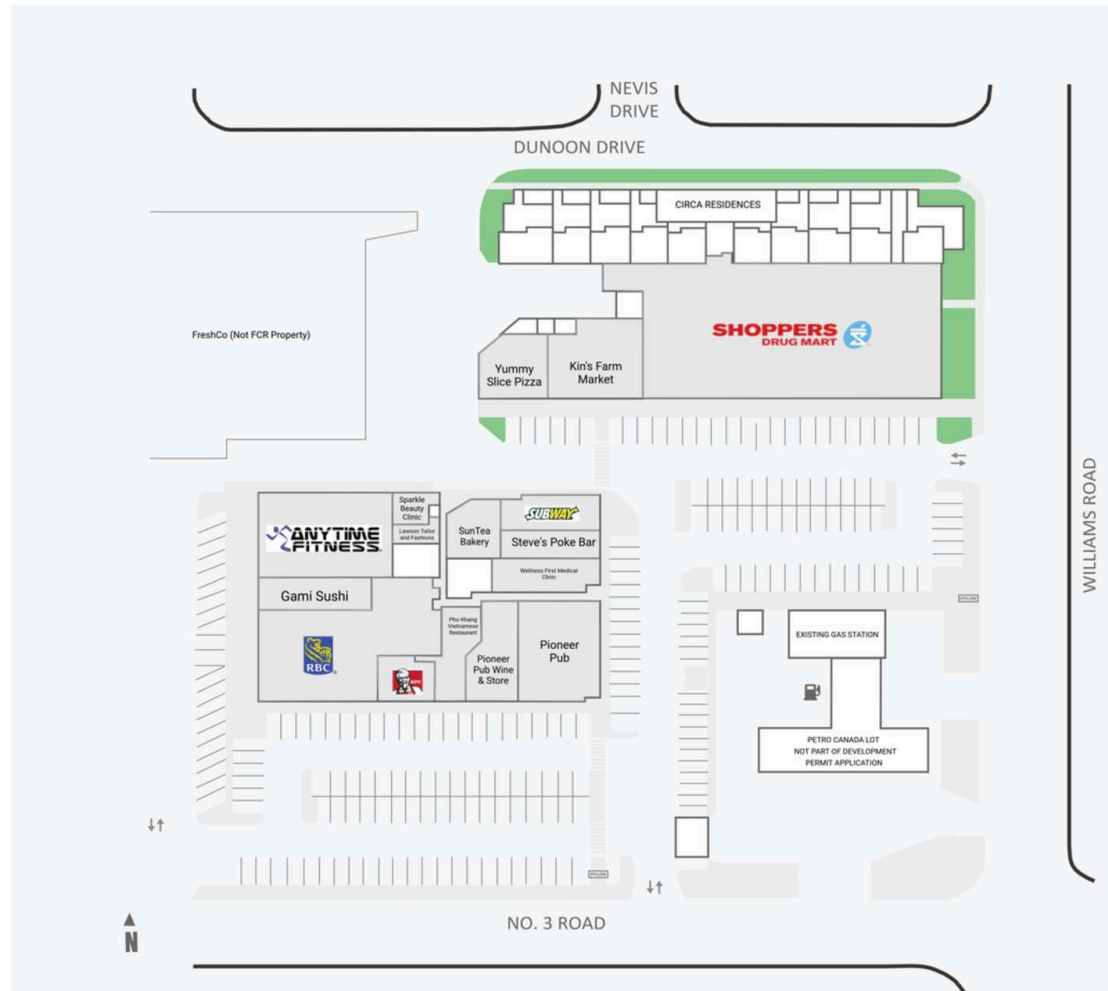 NEVIS
DRIVE
DUNOON DRIVE
CIRCA RESIDENCES
FreshCo (Not FCR Property)
SHOPPERS
DRUG MART
Yummy
Slice Pizza
Kin's Farm
Market
WILLIAMS ROAD
ANYTIME
FITNESS
Sparkle
Beauty
Clinic
Lawson Tailor
and Fashions
SunTea
Bakery
SUBWAY
Steve's Poke Bar
Wellness First Medical
Clinic
Gami Sushi
RBC
KFC
Pho Khang
Vietnamese
Restaurant
Pioneer
Pub Wine
& Store
Pioneer
Pub
PYLON
EXISTING GAS STATION
PETRO CANADA LOT
NOT PART OF DEVELOPMENT
PERMIT APPLICATION
PYLON
NO. 3 ROAD
N